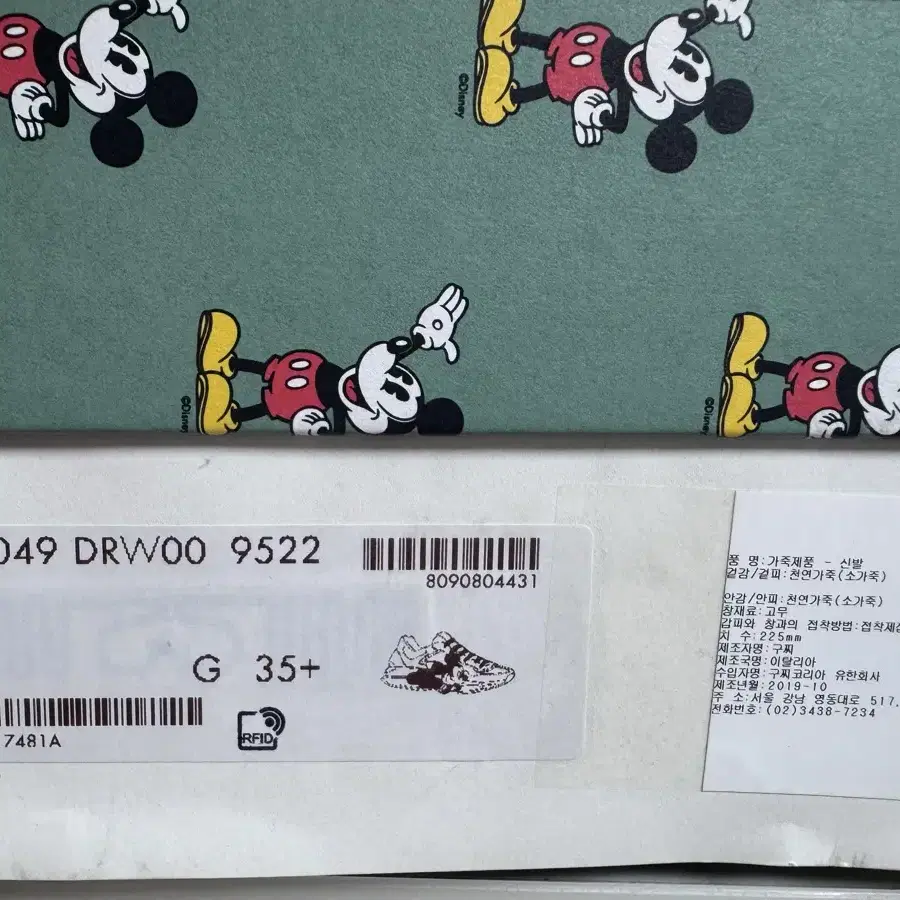 ©Disney
©Disney
©Disney
049 DRW00 9522
8090804431
G 35+
7481A
RFID
품 명:가죽제품 - 신발
겉감/겉피:천연가죽(소가죽)
안감/안피:천연가죽(소가죽)
창재료:고무
갑피와 창과의 접착방법:접착제
치 수:225mm
제조자명:구찌
제조국명:이탈리아
수입자명:구찌코리아 유한회사
제조년월:2019-10
주 소:서울 강남 영동대로 517,
전화번호:(02)3438-7234